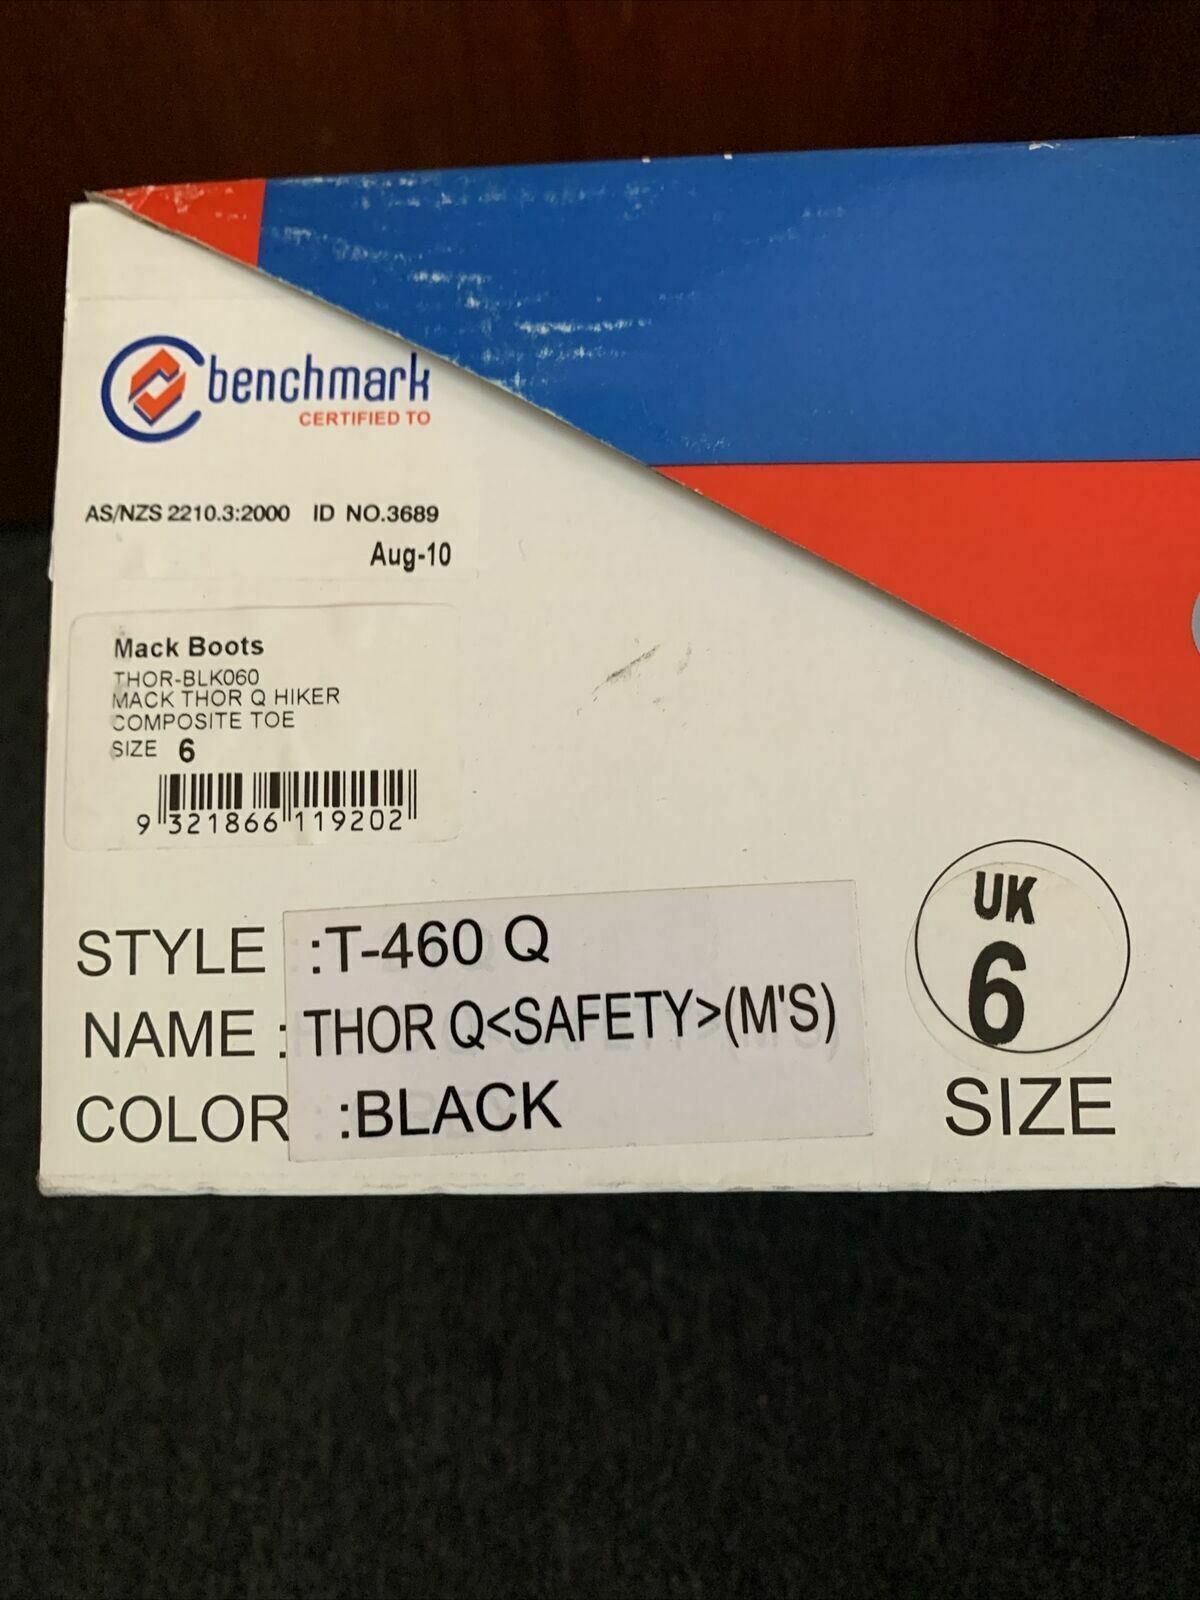 benchmark
CERTIFIED TO
AS/NZS 2210.3:2000 ID NO.3689
Aug-10
Mack Boots
THOR-BLK060
MACK THOR Q HIKER
COMPOSITE TOE
SIZE 6
9 321866 119202
STYLE :T-460 Q
NAME : THOR Q<SAFETY>(M'S)
COLOR :BLACK
UK
6
SIZE